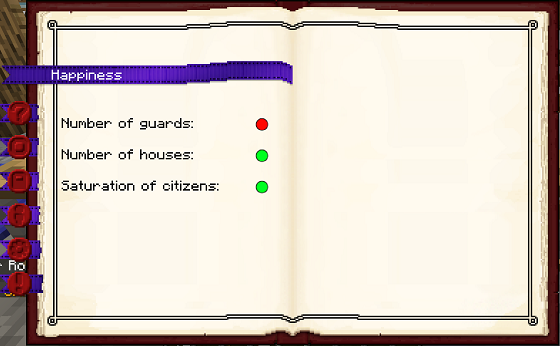 Happiness
Number of guards:
Number of houses:
Saturation of citizens:
Ro